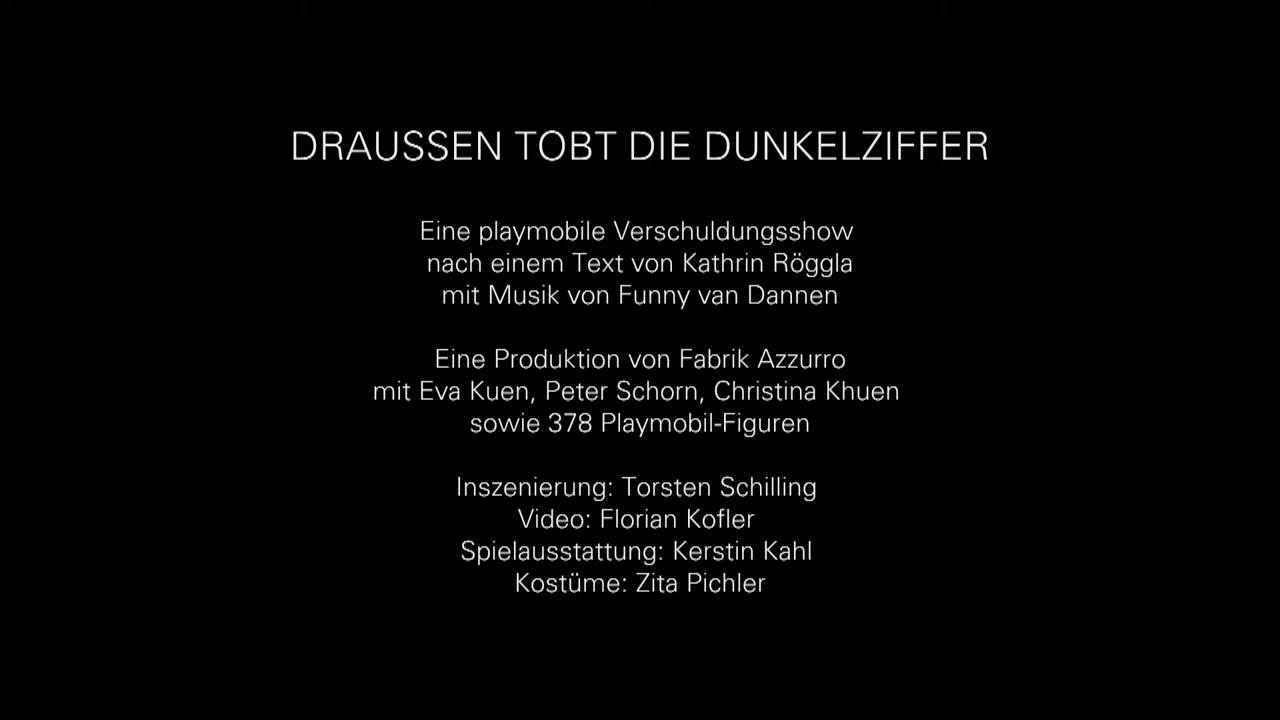 DRAUSSEN TOBT DIE DUNKELZIFFER
Eine playmobile Verschuldungsshow
nach einem Text von Kathrin Röggla
mit Musik von Funny van Dannen
Eine Produktion von Fabrik Azzurro
mit Eva Kuen, Peter Schorn, Christina Khuen
sowie 378 Playmobil-Figuren
Inszenierung: Torsten Schilling
Video: Florian Kofler
Spielausstattung: Kerstin Kahl
Kostüme: Zita Pichler